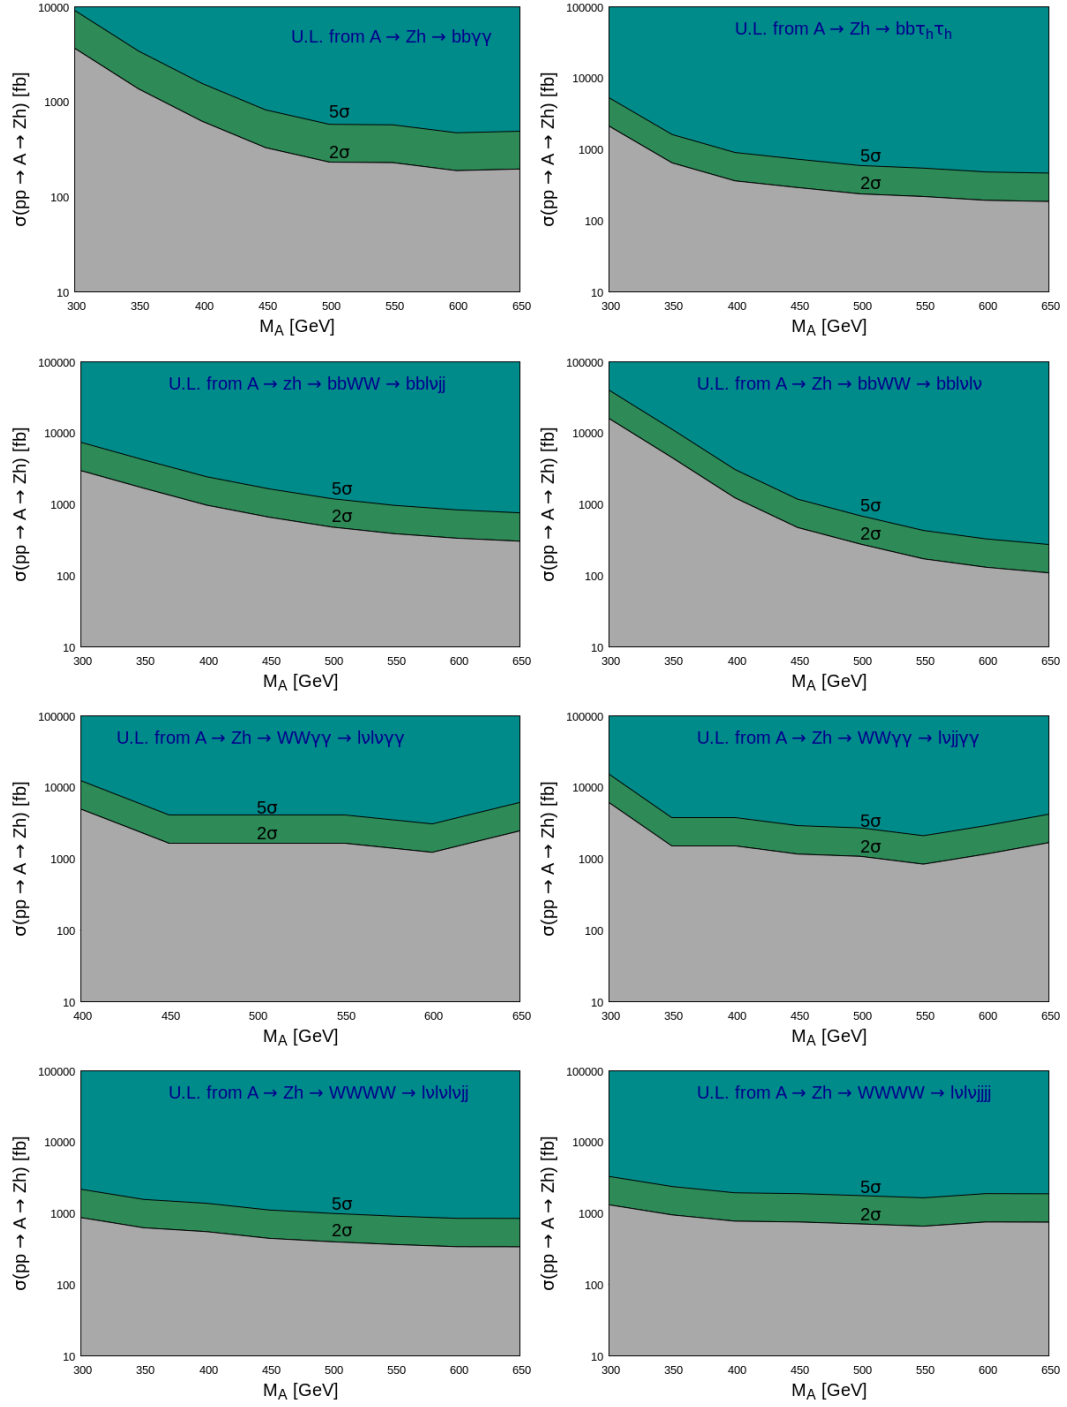 U.L. from A → Zh → bbγγ
5σ
2σ
10000
1000
100
10
300 350 400 450 500 550 600 650
M_A [GeV]
σ(pp → A → Zh) [fb]
U.L. from A → Zh → bbτ_hτ_h
5σ
2σ
100000
10000
1000
100
10
300 350 400 450 500 550 600 650
M_A [GeV]
σ(pp → A → Zh) [fb]
U.L. from A → zh → bbWW → bblνjj
5σ
2σ
100000
10000
1000
100
10
300 350 400 450 500 550 600 650
M_A [GeV]
σ(pp → A → Zh) [fb]
U.L. from A → Zh → bbWW → bblνlν
5σ
2σ
100000
10000
1000
100
10
300 350 400 450 500 550 600 650
M_A [GeV]
σ(pp → A → Zh) [fb]
U.L. from A → Zh → WWγγ → lνlνγγ
5σ
2σ
100000
10000
1000
100
10
400 450 500 550 600 650
M_A [GeV]
σ(pp → A → Zh) [fb]
U.L. from A → Zh → WWγγ → lνjjγγ
5σ
2σ
100000
10000
1000
100
10
300 350 400 450 500 550 600 650
M_A [GeV]
σ(pp → A → Zh) [fb]
U.L. from A → Zh → WWWW → lνlνlνjj
5σ
2σ
100000
10000
1000
100
10
300 350 400 450 500 550 600 650
M_A [GeV]
σ(pp → A → Zh) [fb]
U.L. from A → Zh → WWWW → lνlνjjjj
5σ
2σ
100000
10000
1000
100
10
300 350 400 450 500 550 600 650
M_A [GeV]
σ(pp → A → Zh) [fb]